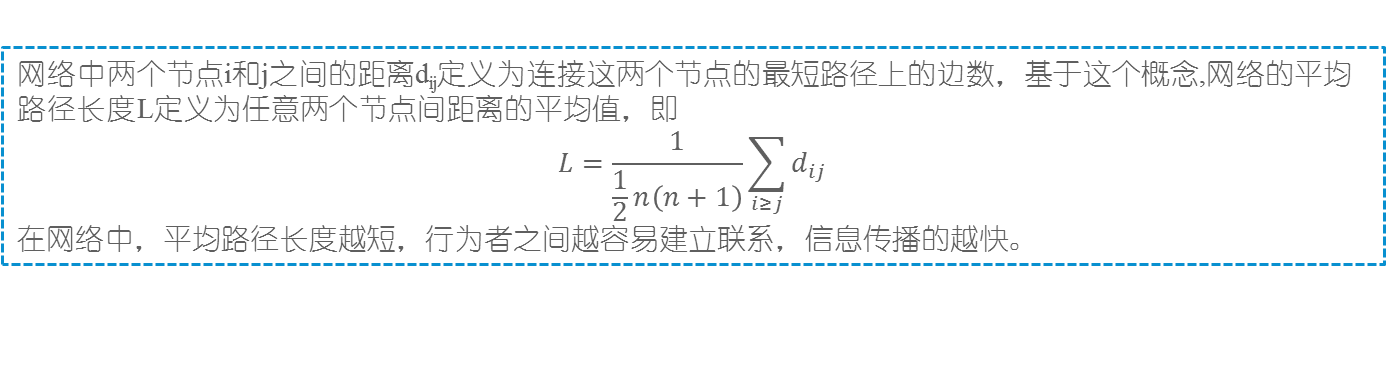 网络中两个节点i和j之间的距离dij定义为连接这两个节点的最短路径上的边数，基于这个概念,网络的平均
路径长度L定义为任意两个节点间距离的平均值，即
L = \frac{1}{\frac{1}{2}n(n+1)} \sum_{i≥j} d_{ij}
在网络中，平均路径长度越短，行为者之间越容易建立联系，信息传播的越快。